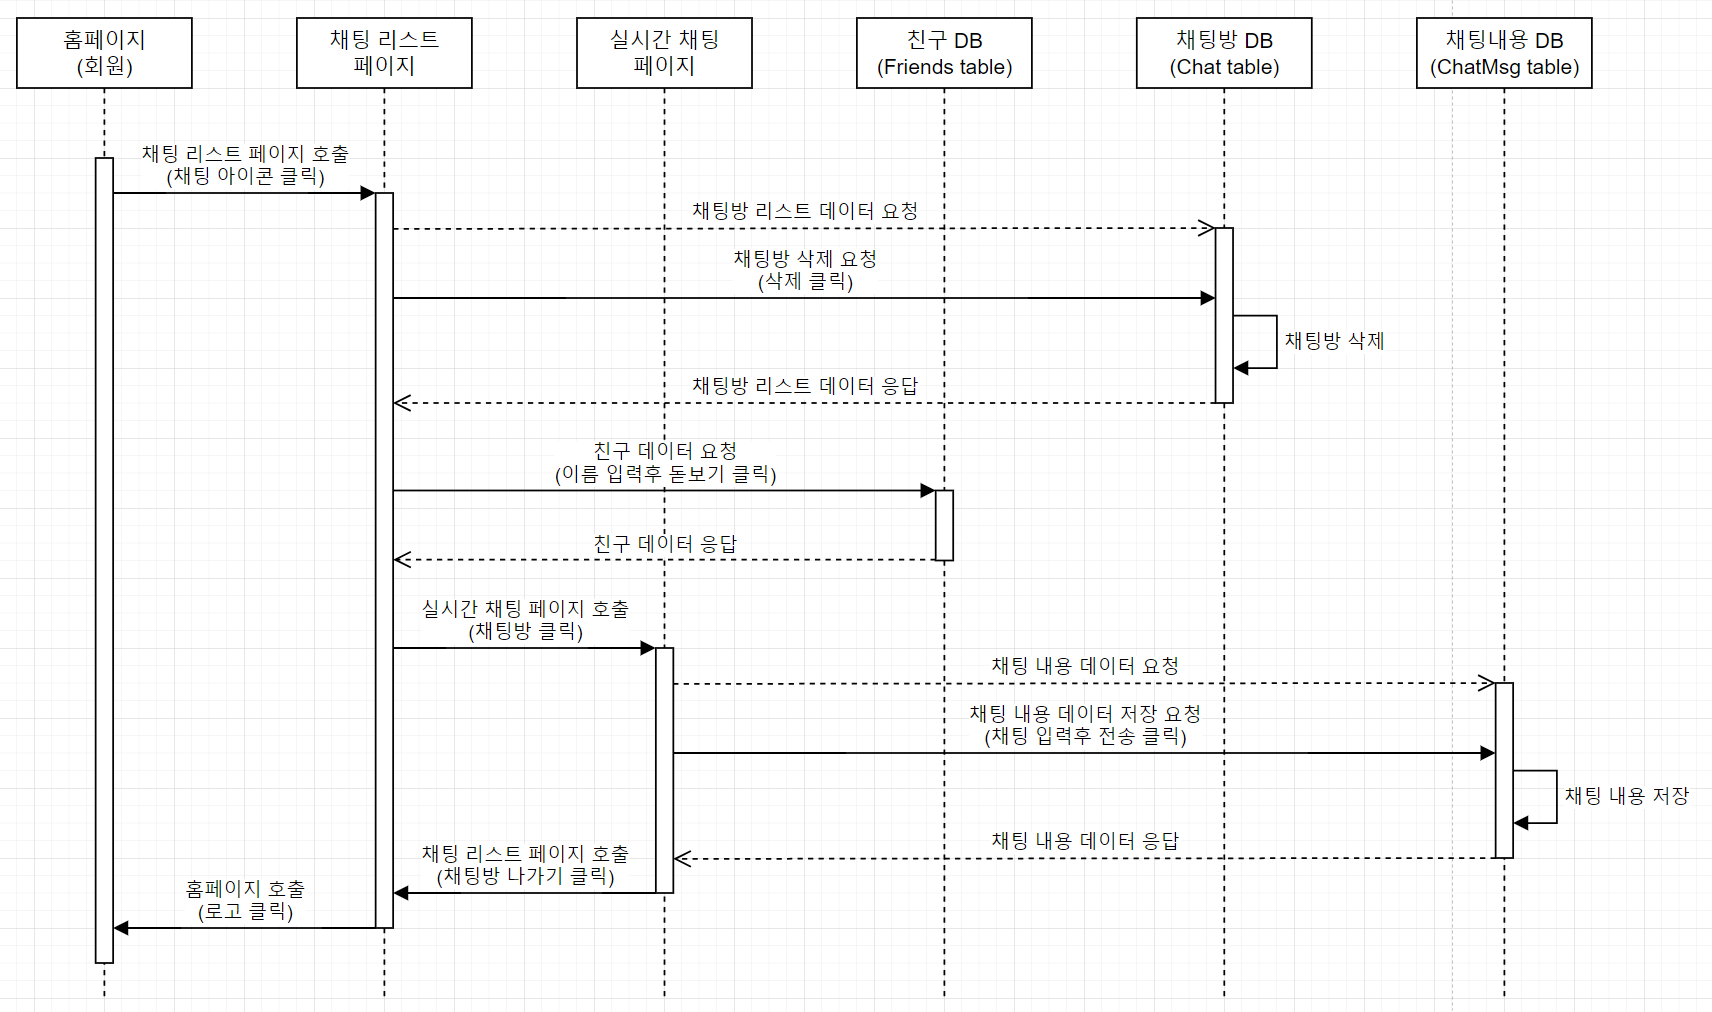 홈페이지
(회원)
채팅 리스트
페이지
실시간 채팅
페이지
친구 DB
(Friends table)
채팅방 DB
(Chat table)
채팅내용 DB
(ChatMsg table)
채팅 리스트 페이지 호출
(채팅 아이콘 클릭)
채팅방 리스트 데이터 요청
채팅방 삭제 요청
(삭제 클릭)
채팅방 삭제
채팅방 리스트 데이터 응답
친구 데이터 요청
(이름 입력후 돋보기 클릭)
친구 데이터 응답
실시간 채팅 페이지 호출
(채팅방 클릭)
채팅 내용 데이터 요청
채팅 내용 데이터 저장 요청
(채팅 입력후 전송 클릭)
채팅 내용 저장
채팅 내용 데이터 응답
채팅 리스트 페이지 호출
(채팅방 나가기 클릭)
홈페이지 호출
(로고 클릭)